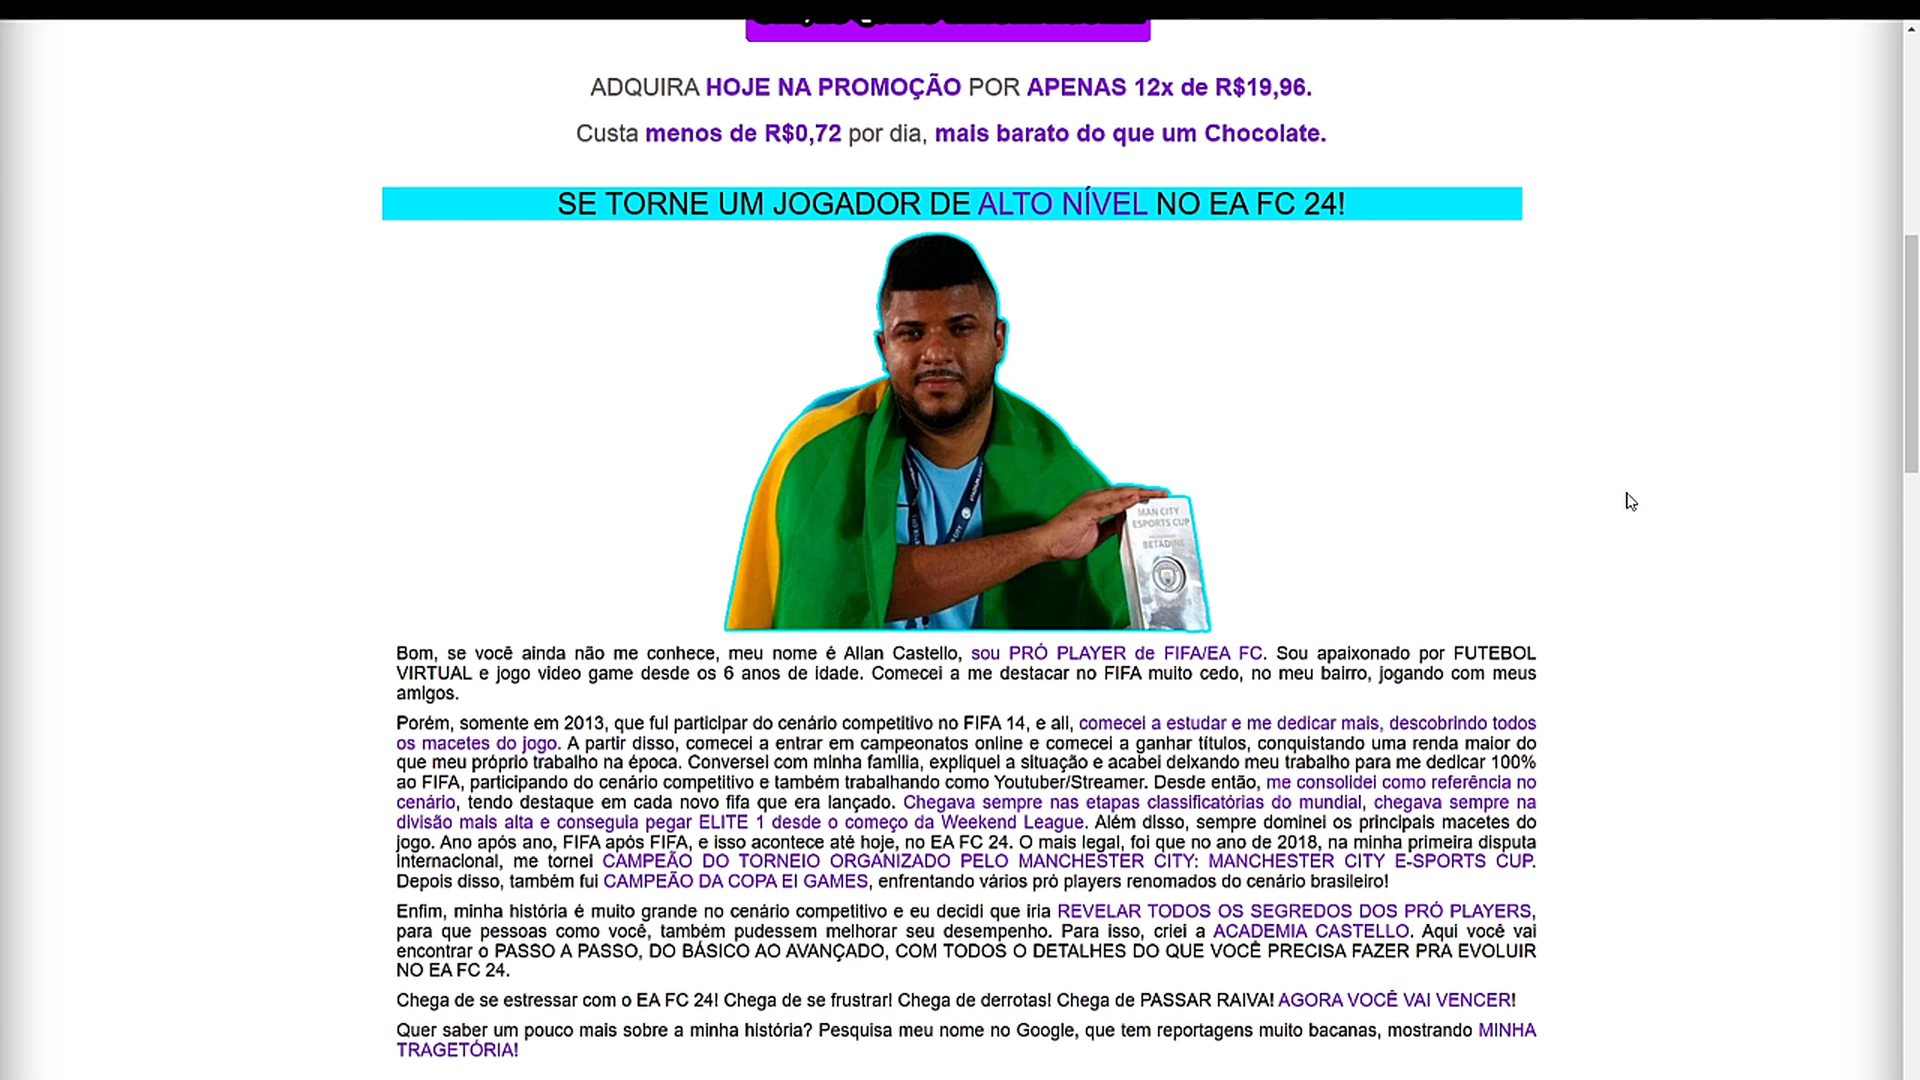 ADQUIRA HOJE NA PROMOÇÃO POR APENAS 12x de R$19,96.
Custa menos de R$0,72 por dia, mais barato do que um Chocolate.
SE TORNE UM JOGADOR DE ALTO NÍVEL NO EA FC 24!
MAN CITY
ESPORTS CUP
BETADINE
Bom, se você ainda não me conhece, meu nome é Allan Castello, sou PRÓ PLAYER de FIFA/EA FC. Sou apaixonado por FUTEBOL
VIRTUAL e jogo video game desde os 6 anos de idade. Comecei a me destacar no FIFA muito cedo, no meu bairro, jogando com meus
amigos.
Porém, somente em 2013, que fui participar do cenário competitivo no FIFA 14, e ali, comecei a estudar e me dedicar mais, descobrindo todos
os macetes do jogo. A partir disso, comecei a entrar em campeonatos online e comecei a ganhar títulos, conquistando uma renda maior do
que meu próprio trabalho na época. Conversei com minha família, expliquei a situação e acabei deixando meu trabalho para me dedicar 100%
ao FIFA, participando do cenário competitivo e também trabalhando como Youtuber/Streamer. Desde então, me consolidei como referência no
cenário, tendo destaque em cada novo fifa que era lançado. Chegava sempre nas etapas classificatórias do mundial, chegava sempre na
divisão mais alta e conseguia pegar ELITE 1 desde o começo da Weekend League. Além disso, sempre dominei os principais macetes do
jogo. Ano após ano, FIFA após FIFA, e isso acontece até hoje, no EA FC 24. O mais legal, foi que no ano de 2018, na minha primeira disputa
internacional, me tornei CAMPEÃO DO TORNEIO ORGANIZADO PELO MANCHESTER CITY: MANCHESTER CITY E-SPORTS CUP.
Depois disso, também fui CAMPEÃO DA COPA EI GAMES, enfrentando vários pró players renomados do cenário brasileiro!
Enfim, minha história é muito grande no cenário competitivo e eu decidi que iria REVELAR TODOS OS SEGREDOS DOS PRÓ PLAYERS,
para que pessoas como você, também pudessem melhorar seu desempenho. Para isso, criei a ACADEMIA CASTELLO. Aqui você vai
encontrar o PASSO A PASSO, DO BÁSICO AO AVANÇADO, COM TODOS O DETALHES DO QUE VOCÊ PRECISA FAZER PRA EVOLUIR
NO EA FC 24.
Chega de se estressar com o EA FC 24! Chega de se frustrar! Chega de derrotas! Chega de PASSAR RAIVA! AGORA VOCÊ VAI VENCER!
Quer saber um pouco mais sobre a minha história? Pesquisa meu nome no Google, que tem reportagens muito bacanas, mostrando MINHA
TRAGETÓRIA!